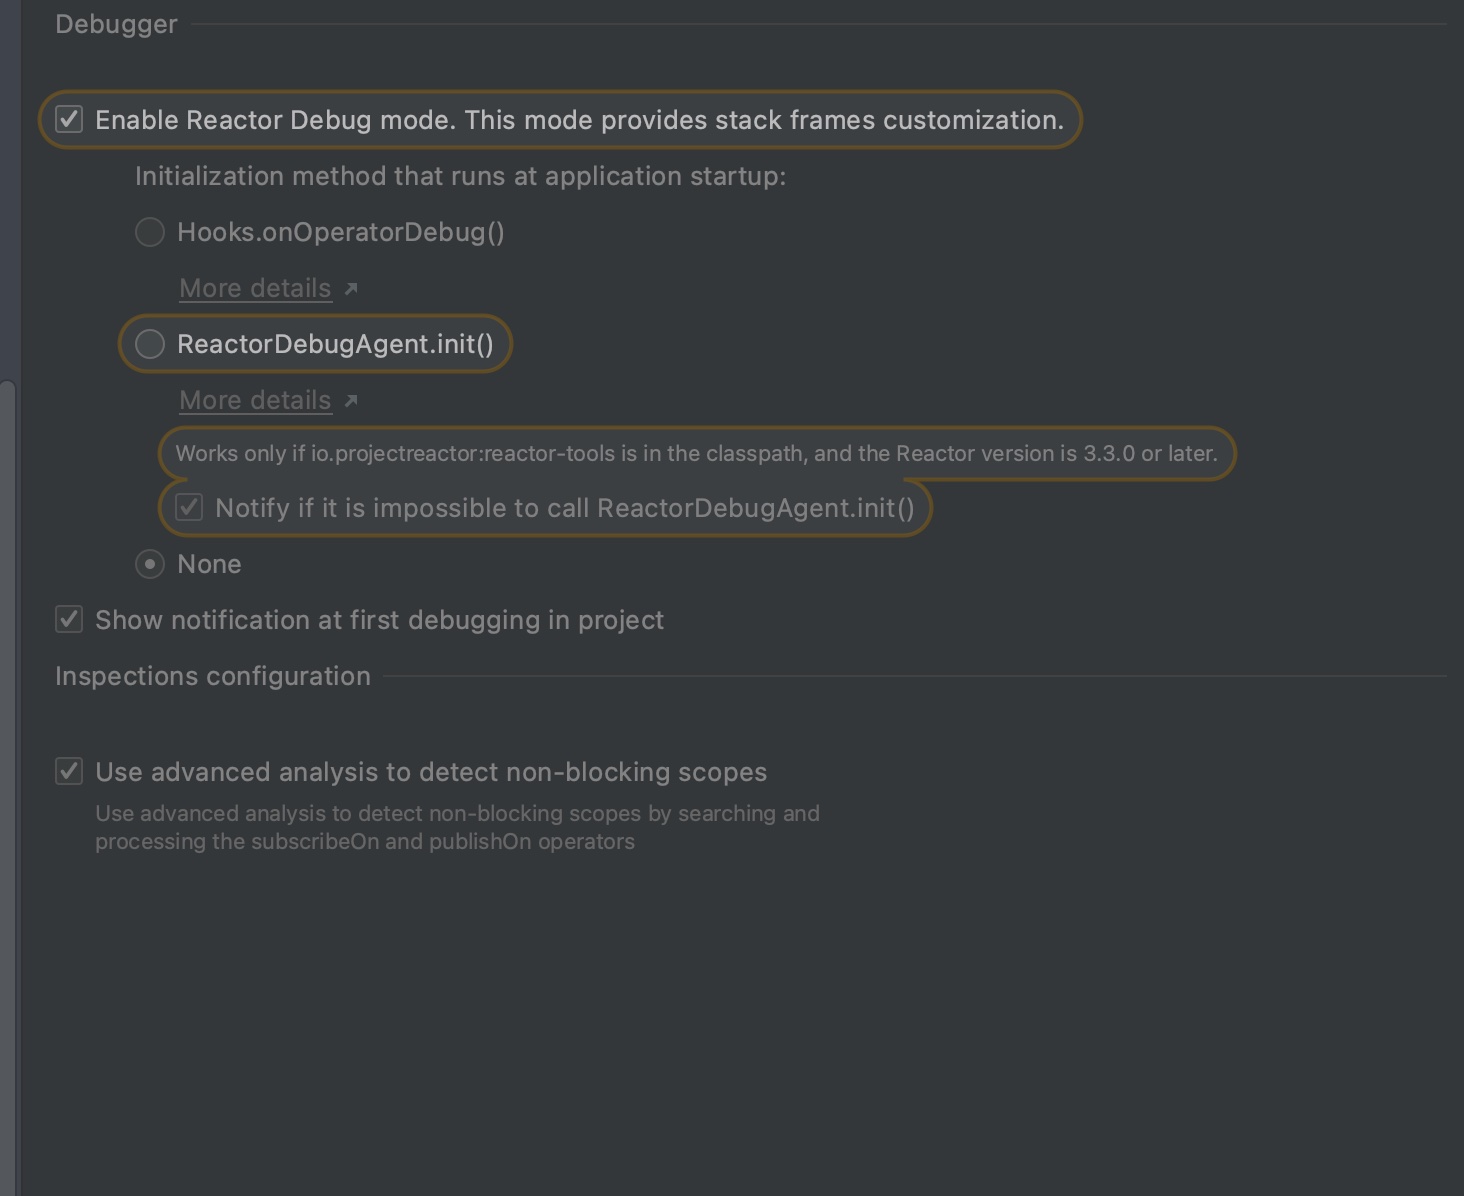 Debugger
Enable Reactor Debug mode. This mode provides stack frames customization.
Initialization method that runs at application startup:
Hooks.onOperatorDebug()
More details ↗
ReactorDebugAgent.init()
More details ↗
Works only if io.projectreactor:reactor-tools is in the classpath, and the Reactor version is 3.3.0 or later.
Notify if it is impossible to call ReactorDebugAgent.init()
None
Show notification at first debugging in project
Inspections configuration
Use advanced analysis to detect non-blocking scopes
Use advanced analysis to detect non-blocking scopes by searching and
processing the subscribeOn and publishOn operators